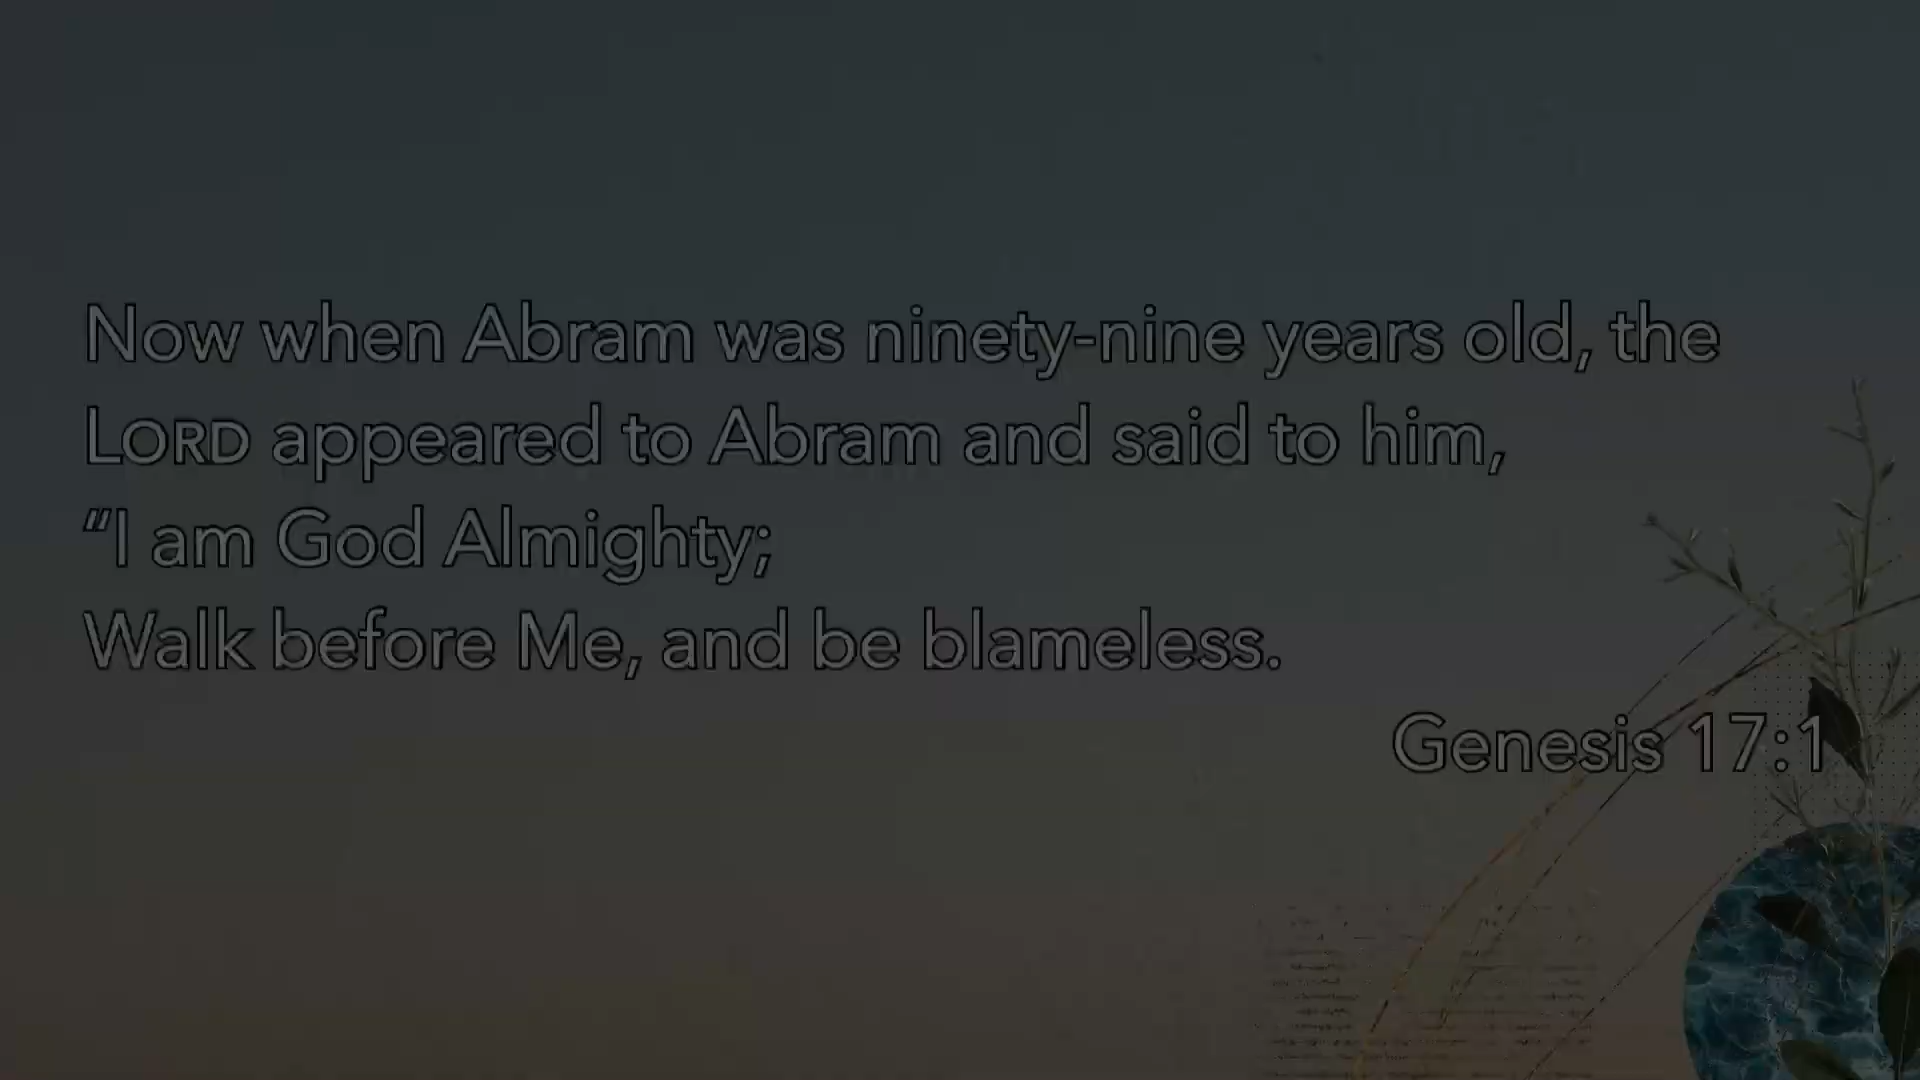 Now when Abram was ninety-nine years old, the
LORD appeared to Abram and said to him,
“I am God Almighty;
Walk before Me, and be blameless.
Genesis 17:1